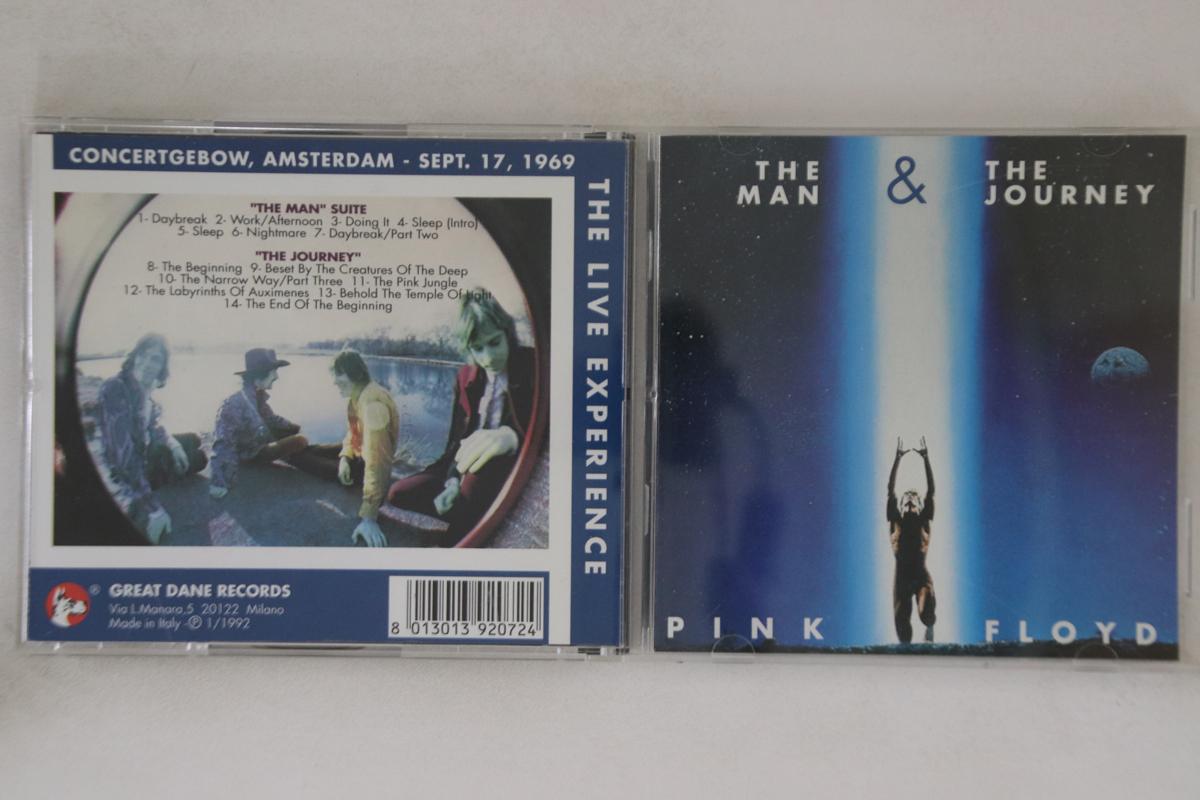 CONCERTGEBOW, AMSTERDAM - SEPT. 17, 1969
"THE MAN" SUITE
1- Daybreak 2- Work/Afternoon 3- Doing It 4- Sleep (Intro)
5- Sleep 6- Nightmare 7- Daybreak/Part Two
"THE JOURNEY"
8- The Beginning 9- Beset By The Creatures Of The Deep
10- The Narrow Way/Part Three 11- The Pink Jungle
12- The Labyrinths Of Auximenes 13- Behold The Temple Of Light
14- The End Of The Beginning
THE LIVE EXPERIENCE
® GREAT DANE RECORDS
Via L.Manara,5 20122 Milano
Made in Italy - ℗ 1/1992
8 013013 920724
THE MAN & THE JOURNEY
PINK FLOYD